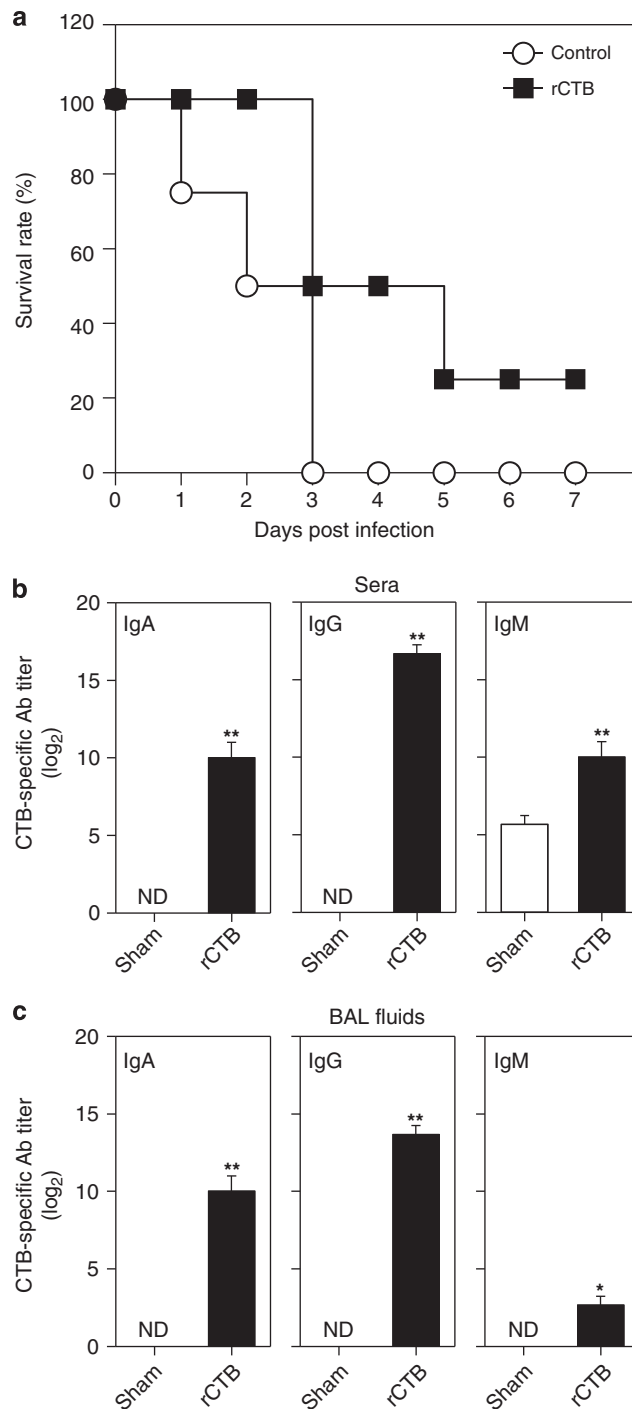 a
120
100
80
60
40
20
0
Survival rate (%)
Control
rCTB
0 1 2 3 4 5 6 7
Days post infection
b
Sera
20
15
10
5
0
CTB-specific Ab titer
(log2)
IgA
**
ND
Sham
rCTB
IgG
**
ND
Sham
rCTB
IgM
**
Sham
rCTB
c
BAL fluids
20
15
10
5
0
CTB-specific Ab titer
(log2)
IgA
**
ND
Sham
rCTB
IgG
**
ND
Sham
rCTB
IgM
*
ND
Sham
rCTB